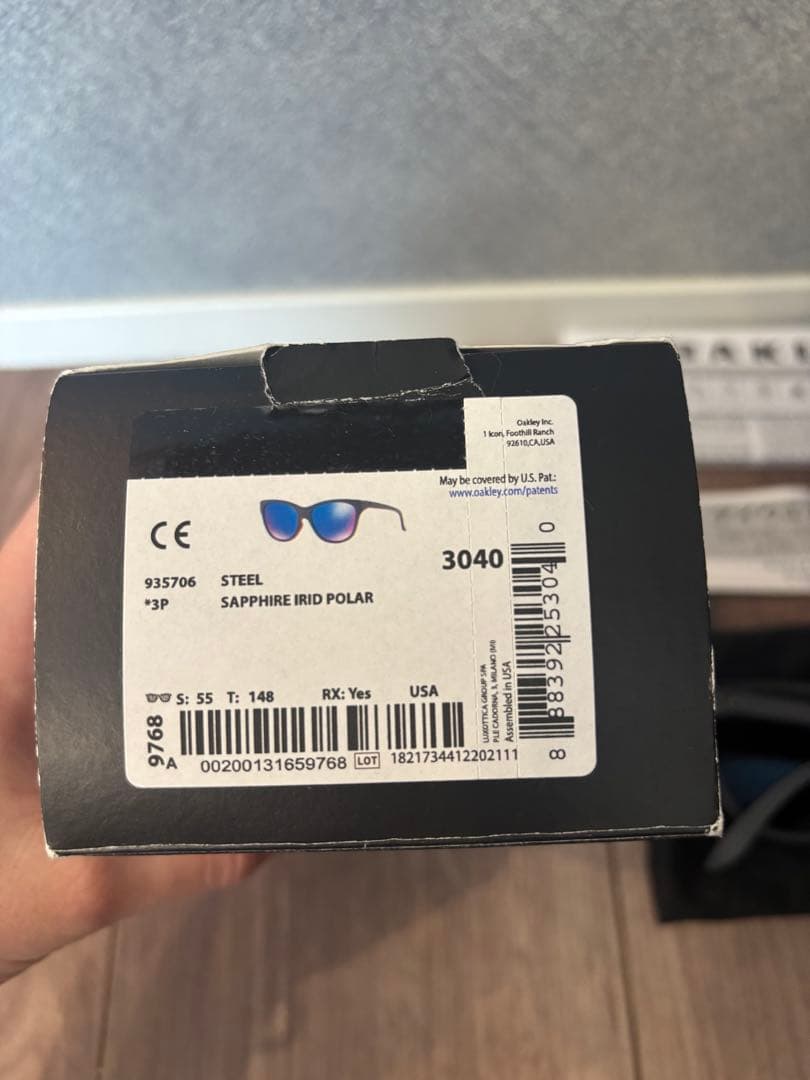 Oakley Inc.
1 Icon, Foothill Ranch
92610,CA,USA
May be covered by U.S. Pat.:
www.oakley.com/patents
CE
3040
935706 STEEL
*3P SAPPHIRE IRID POLAR
S: 55 T: 148 RX: Yes USA
9768
A
00200131659768 LOT 1821734412202111
LUXOTTICA GROUP SPA
PLE CADORNA, 3, MILANO (MI)
Assembled in USA
8 88392 25304 0